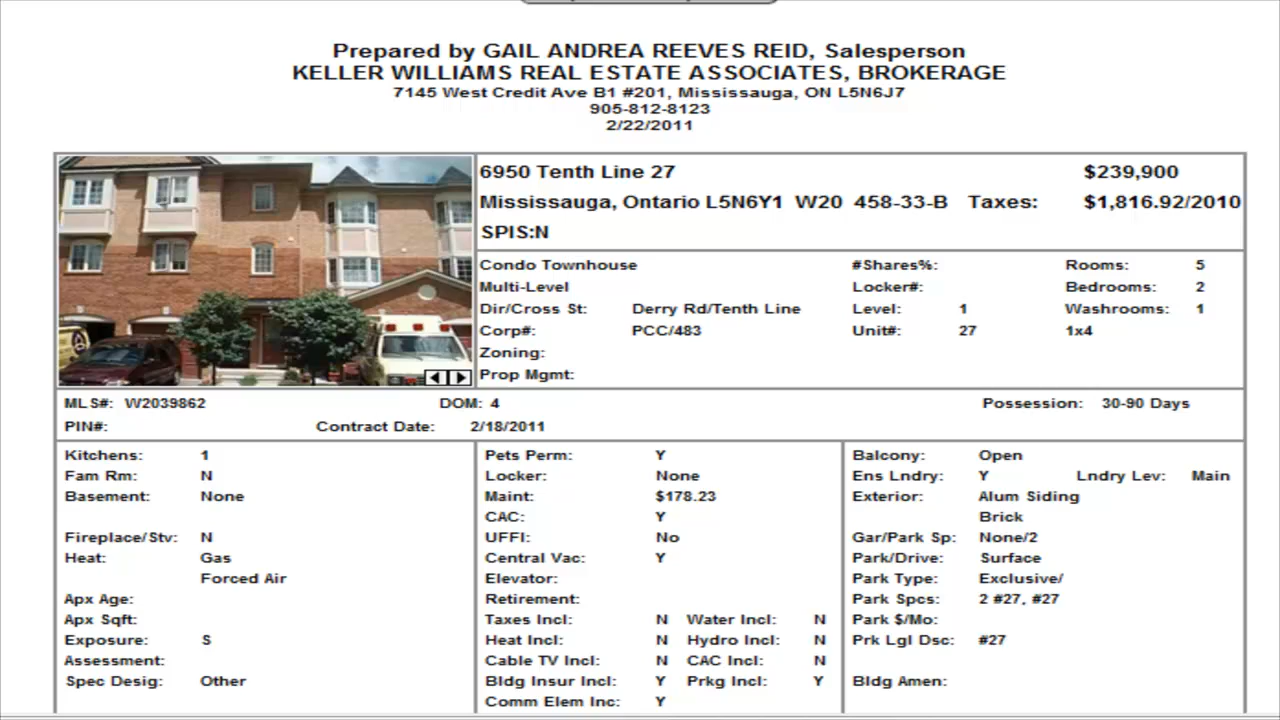 Prepared by GAIL ANDREA REEVES REID, Salesperson
KELLER WILLIAMS REAL ESTATE ASSOCIATES, BROKERAGE
7145 West Credit Ave B1 #201, Mississauga, ON L5N6J7
905-812-8123
2/22/2011
6950 Tenth Line 27 $239,900
Mississauga, Ontario L5N6Y1 W20 458-33-B Taxes: $1,816.92/2010
SPIS:N
Condo Townhouse #Shares%: Rooms: 5
Multi-Level Locker#: Bedrooms: 2
Dir/Cross St: Derry Rd/Tenth Line Level: 1 Washrooms: 1
Corp#: PCC/483 Unit#: 27 1x4
Zoning:
Prop Mgmt:
MLS#: W2039862 DOM: 4 Possession: 30-90 Days
PIN#: Contract Date: 2/18/2011
Kitchens: 1 Pets Perm: Y Balcony: Open
Fam Rm: N Locker: None Ens Lndry: Y Lndry Lev: Main
Basement: None Maint: $178.23 Exterior: Alum Siding
CAC: Y Brick
Fireplace/Stv: N UFFI: No Gar/Park Sp: None/2
Heat: Gas Central Vac: Y Park/Drive: Surface
Forced Air Elevator: Park Type: Exclusive/
Apx Age: Retirement: Park Spcs: 2 #27, #27
Apx Sqft: Taxes Incl: N Water Incl: N Park $/Mo:
Exposure: S Heat Incl: N Hydro Incl: N Prk Lgl Dsc: #27
Assessment: Cable TV Incl: N CAC Incl: N
Spec Desig: Other Bldg Insur Incl: Y Prkg Incl: Y Bldg Amen:
Comm Elem Inc: Y